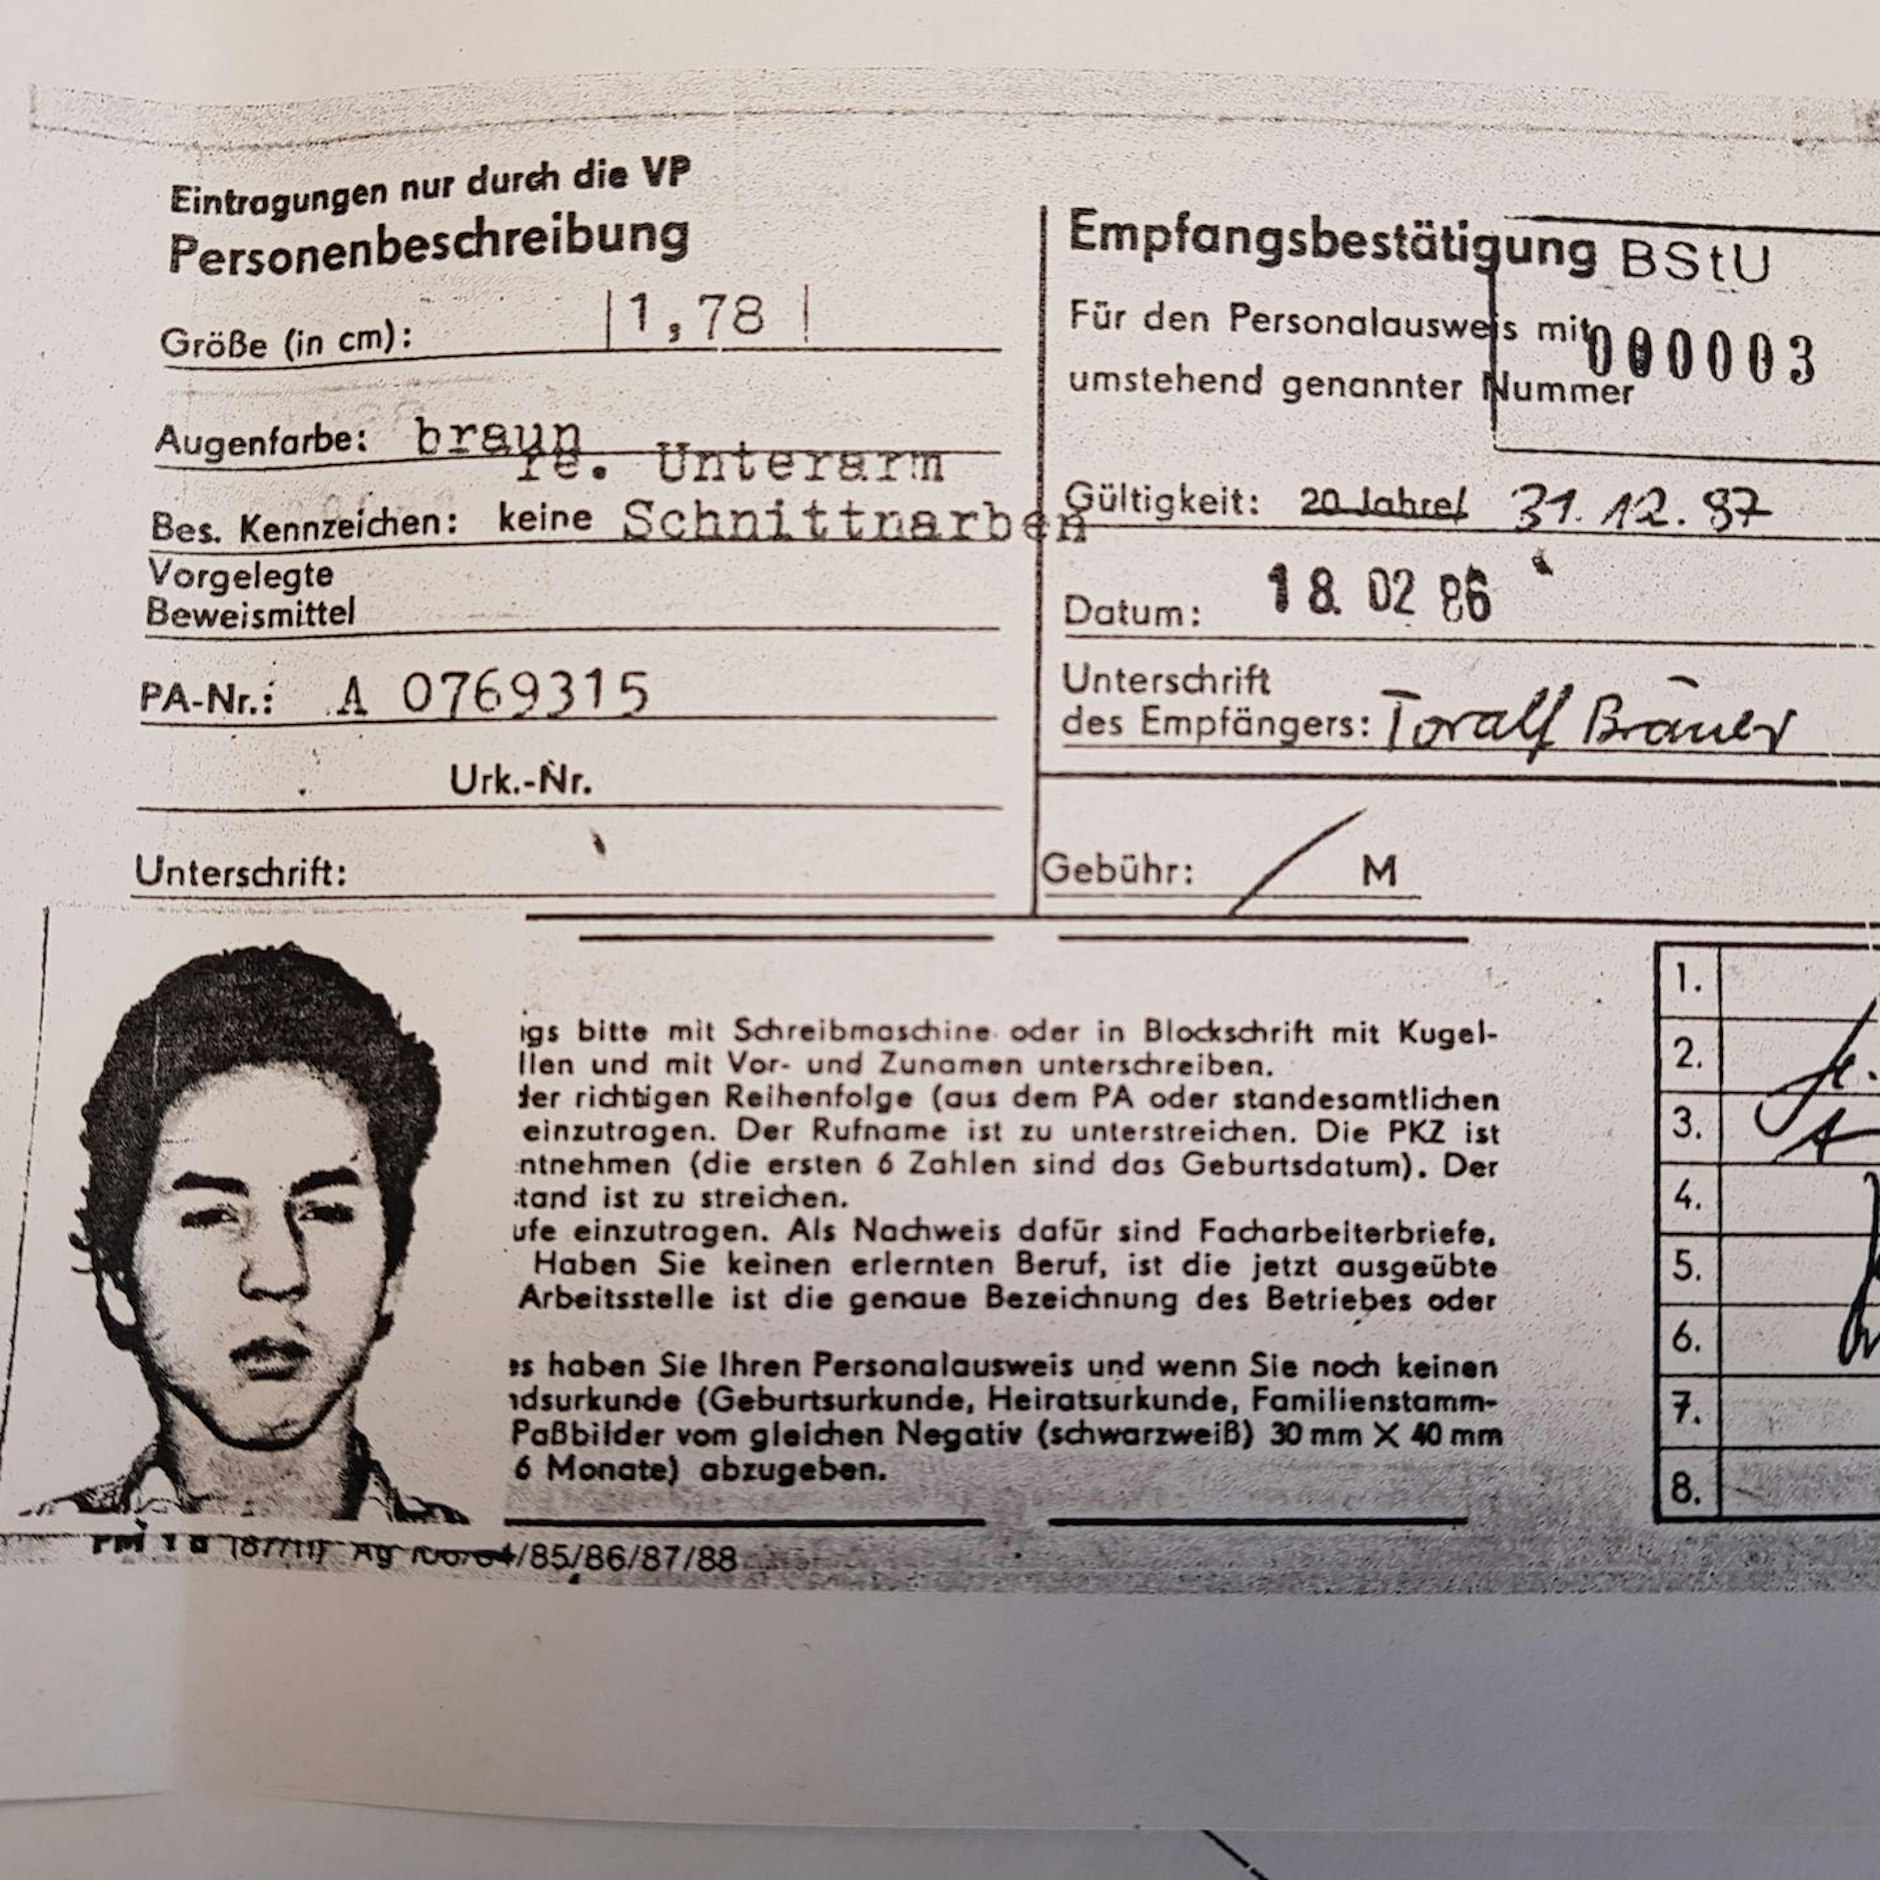 Eintragungen nur durch die VP
Personenbeschreibung
Größe (in cm): 1,78
Augenfarbe: braun
re. Unterarm
Bes. Kennzeichen: keine Schnittnarben
Vorgelegte
Beweismittel
PA-Nr.: A 0769315
Urk.-Nr.
Unterschrift:
Empfangsbestätigung BStU
Für den Personalausweis mit
000003
umstehend genannter Nummer
Gültigkeit: 20 Jahre/ 31.12.87
Datum: 18. 02 86
Unterschrift
des Empfängers: Toralf Bräuer
Gebühr: / M
igs bitte mit Schreibmaschine oder in Blockschrift mit Kugel-
llen und mit Vor- und Zunamen unterschreiben.
der richtigen Reihenfolge (aus dem PA oder standesamtlichen
einzutragen. Der Rufname ist zu unterstreichen. Die PKZ ist
ntnehmen (die ersten 6 Zahlen sind das Geburtsdatum). Der
tand ist zu streichen.
ufe einzutragen. Als Nachweis dafür sind Facharbeiterbriefe,
Haben Sie keinen erlernten Beruf, ist die jetzt ausgeübte
Arbeitsstelle ist die genaue Bezeichnung des Betriebes oder
es haben Sie Ihren Personalausweis und wenn Sie noch keinen
ndsurkunde (Geburtsurkunde, Heiratsurkunde, Familienstamm-
Paßbilder vom gleichen Negativ (schwarzweiß) 30 mm X 40 mm
6 Monate) abzugeben.
1.
2.
3.
4.
5.
6.
7.
8.
/85/86/87/88